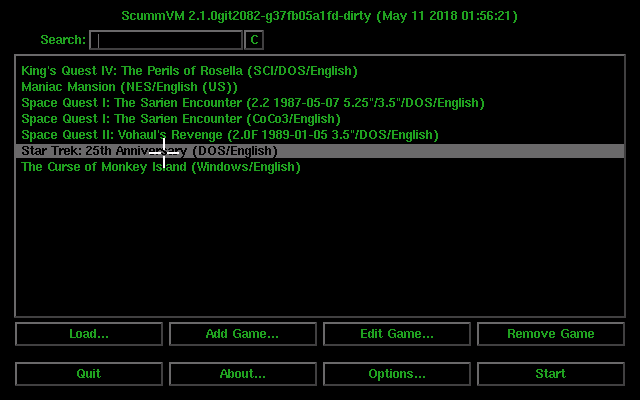 ScummVM 2.1.0git2082-g37fb05a1fd-dirty (May 11 2018 01:56:21)
Search: C
King's Quest IV: The Perils of Rosella (SCI/DOS/English)
Maniac Mansion (NES/English (US))
Space Quest I: The Sarien Encounter (2.2 1987-05-07 5.25"/3.5"/DOS/English)
Space Quest I: The Sarien Encounter (CoCo3/English)
Space Quest II: Vohaul's Revenge (2.0F 1989-01-05 3.5"/DOS/English)
Star Trek: 25th Anniversary (DOS/English)
The Curse of Monkey Island (Windows/English)
Load... Add Game... Edit Game... Remove Game
Quit About... Options... Start